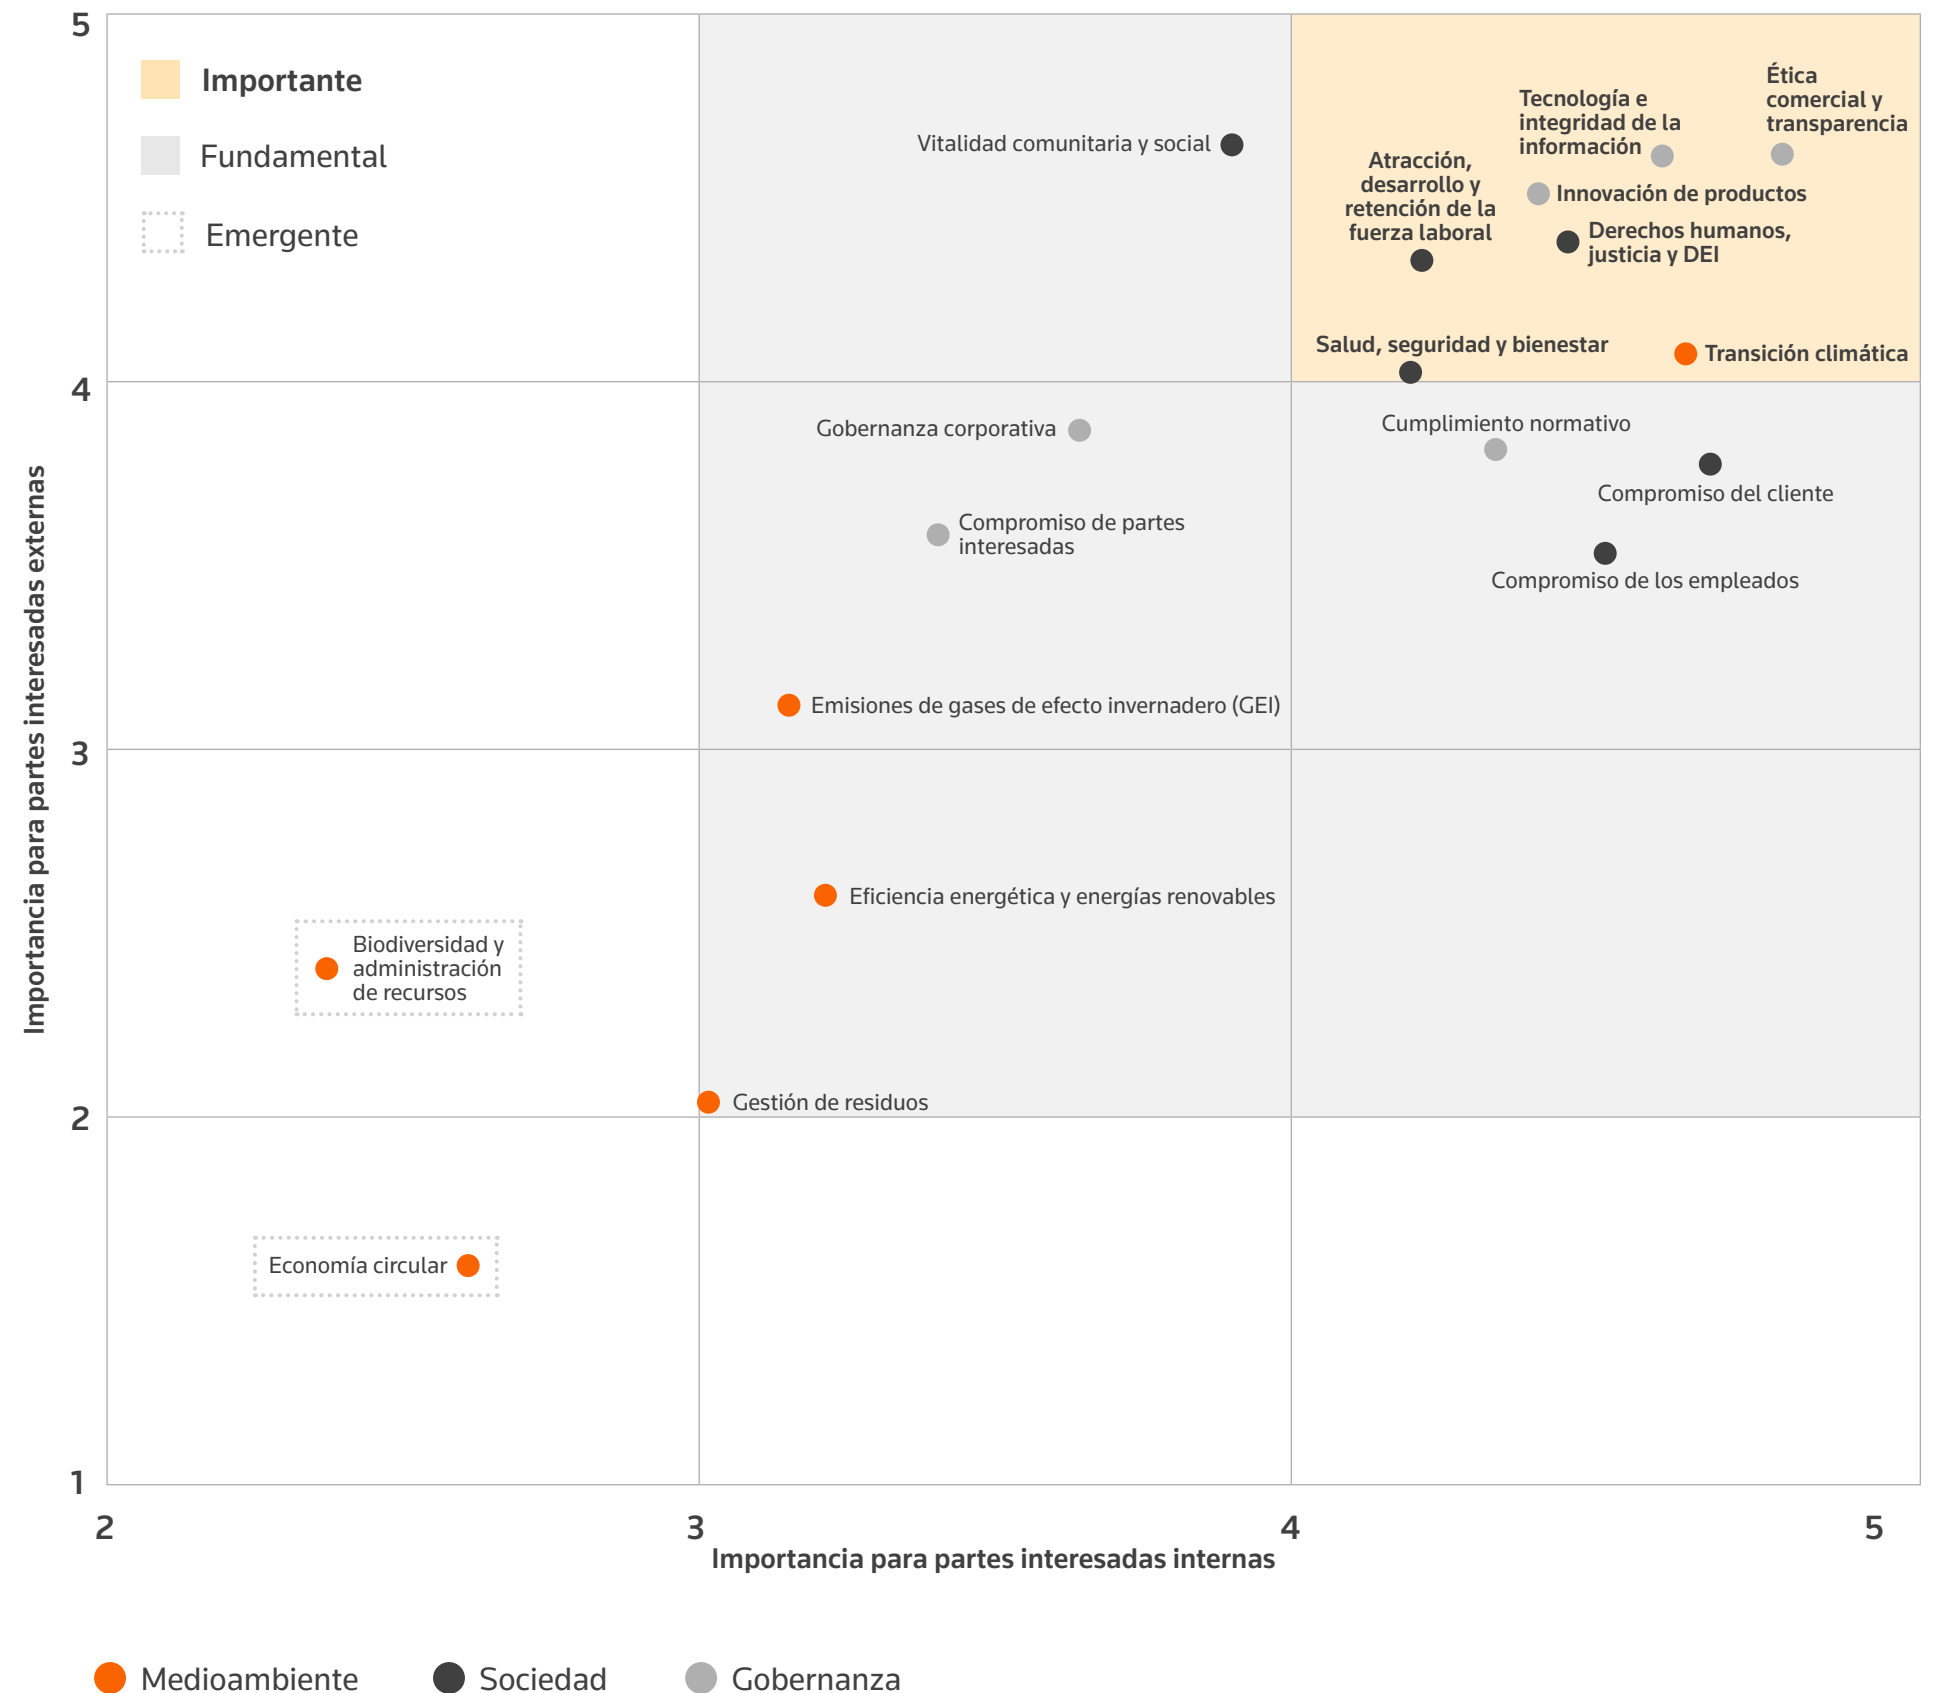 5
Importante
Fundamental
Emergente
Vitalidad comunitaria y social
Atracción,
desarrollo y
retención de la
fuerza laboral
Tecnología e
integridad de la
información
Ética
comercial y
transparencia
Innovación de productos
Derechos humanos,
justicia y DEI
Salud, seguridad y bienestar
Transición climática
4
Gobernanza corporativa
Cumplimiento normativo
Compromiso del cliente
Compromiso de partes
interesadas
Compromiso de los empleados
Emisiones de gases de efecto invernadero (GEI)
3
Eficiencia energética y energías renovables
Biodiversidad y
administración
de recursos
Gestión de residuos
2
Economía circular
1
Importancia para partes interesadas externas
2
3
4
5
Importancia para partes interesadas internas
Medioambiente
Sociedad
Gobernanza